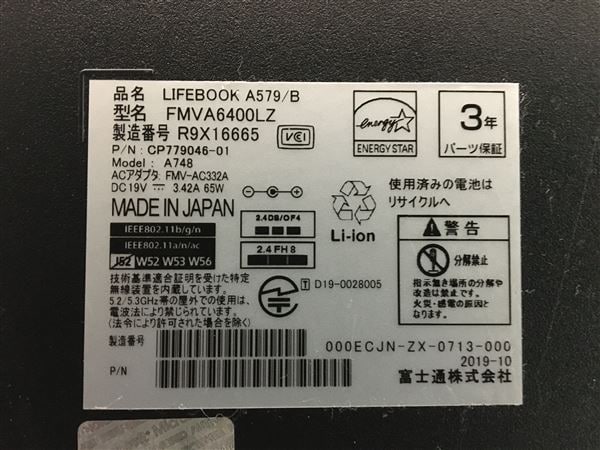 品名 LIFEBOOK A579/B
型名 FMVA6400LZ
製造番号 R9X16665
VCCI
P/N : CP779046-01
Model : A748
ACアダプタ: FMV-AC332A
DC19V 3.42A 65W
MADE IN JAPAN
energy
ENERGY STAR
3年
パーツ保証
Li-ion
使用済みの電池は
リサイクルへ
IEEE802.11b/g/n
IEEE802.11a/n/ac
J52 W52 W53 W56
2.4DS/OF4
2.4FH8
警告
分解禁止
指示無き場所の分解や
改造は禁止。
火災・感電の原因と
なります。
技術基準適合証明を受けた特定
無線装置を内蔵しています。
5.2/5.3GHz帯の屋外での使用は、
電波法により禁じられています。
(法令により許可された場合を除く)
T D19-0028005
製造番号
P/N
000ECJN-ZX-0713-000
2019-10
富士通株式会社